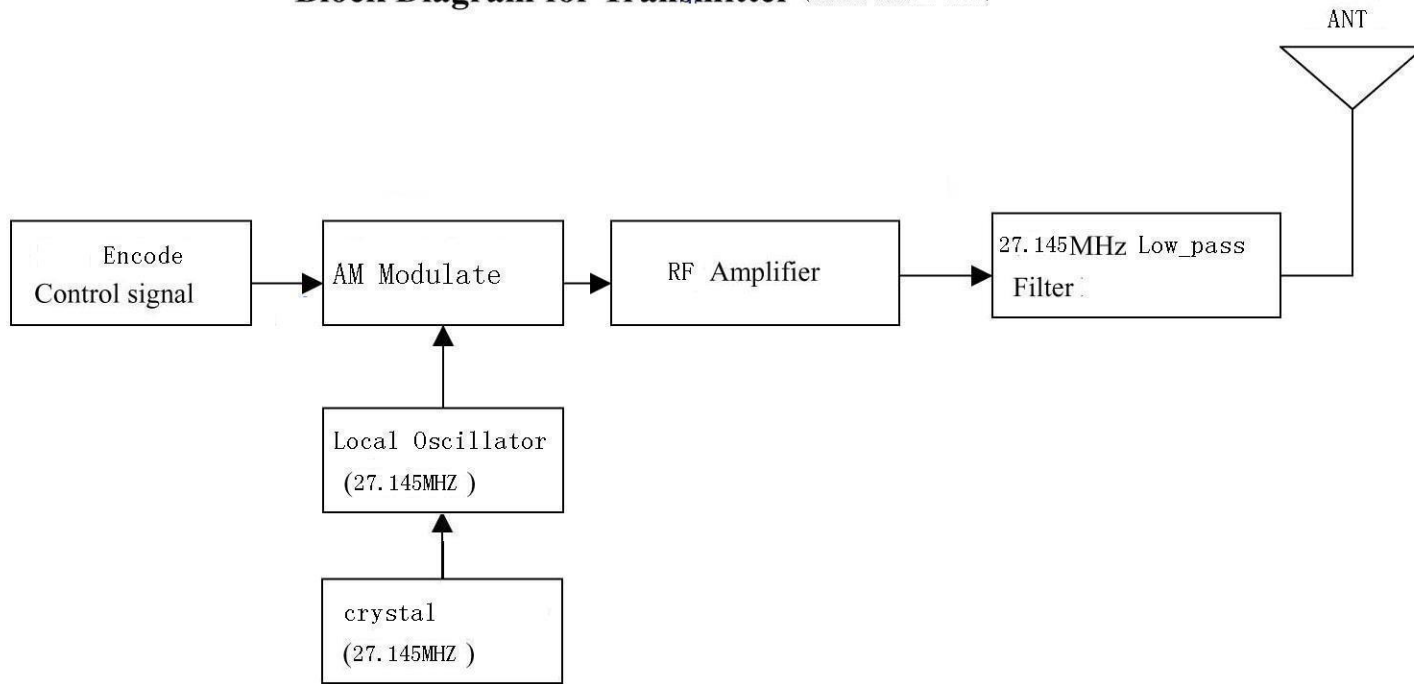 Block Diagram for Transmitter
ANT
Encode
Control signal
AM Modulate
RF Amplifier
27.145MHz Low_pass
Filter
Local Oscillator
(27.145MHZ )
crystal
(27.145MHZ )